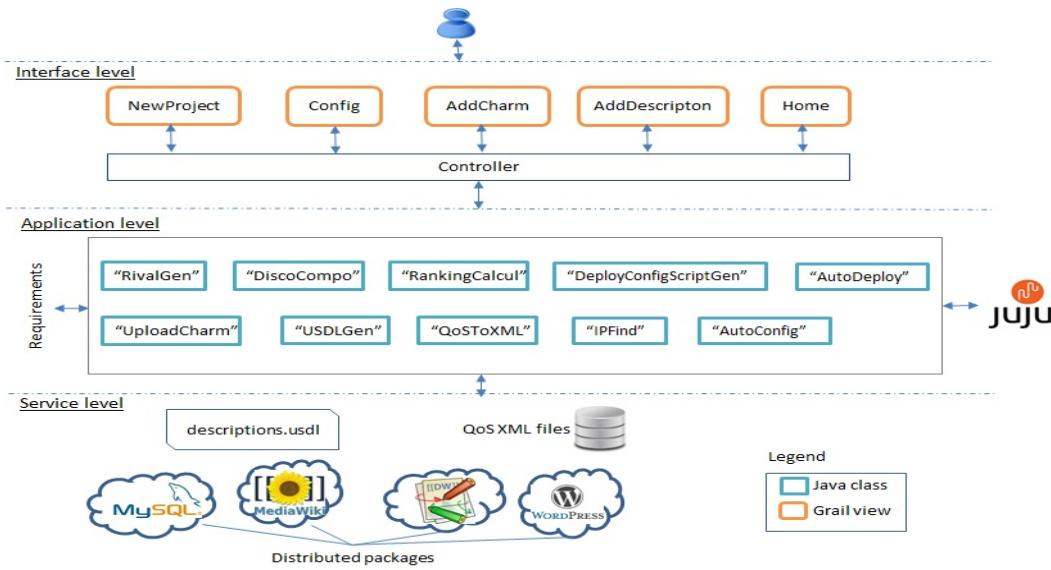 Interface level
NewProject
Config
AddCharm
AddDescripton
Home
Controller
Application level
Requirements
“RivalGen”
“DiscoCompo”
“RankingCalcul”
“DeployConfigScriptGen”
“AutoDeploy”
“UploadCharm”
“USDLGen”
“QoSToXML”
“IPFind”
“AutoConfig”
juju
Service level
descriptions.usdl
QoS XML files
MySQL®
[[ ]]
MediaWiki
[[DW]]
WORDPRESS
Distributed packages
Legend
Java class
Grail view